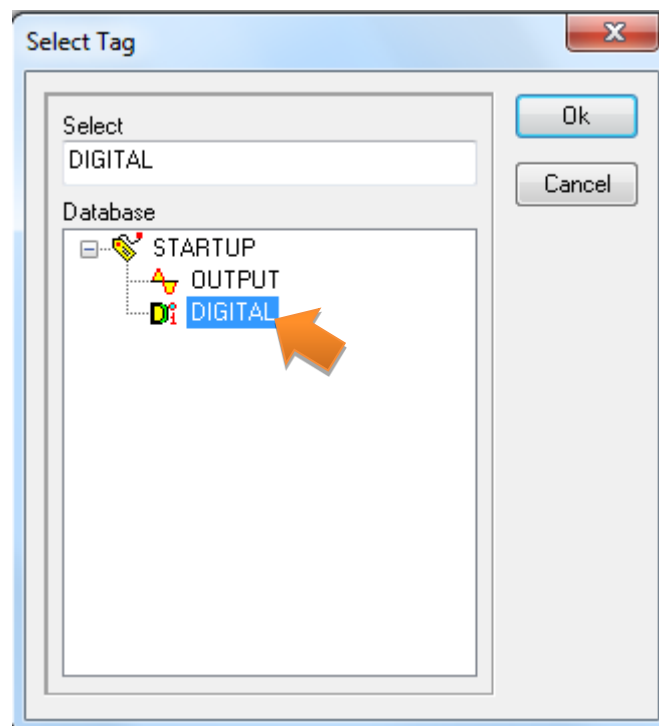 Select Tag
Select
DIGITAL
Database
STARTUP
OUTPUT
DIGITAL
Ok
Cancel